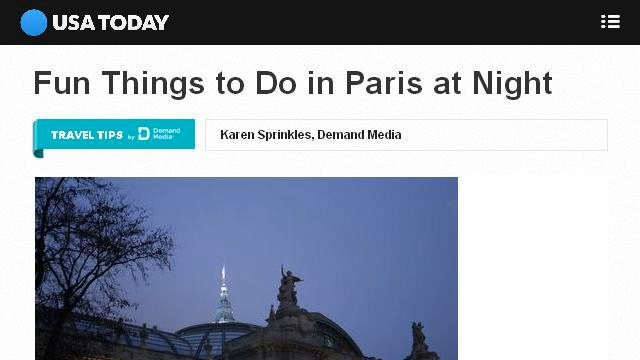 USA TODAY
Fun Things to Do in Paris at Night
TRAVEL TIPS by Demand Media
Karen Sprinkles, Demand Media